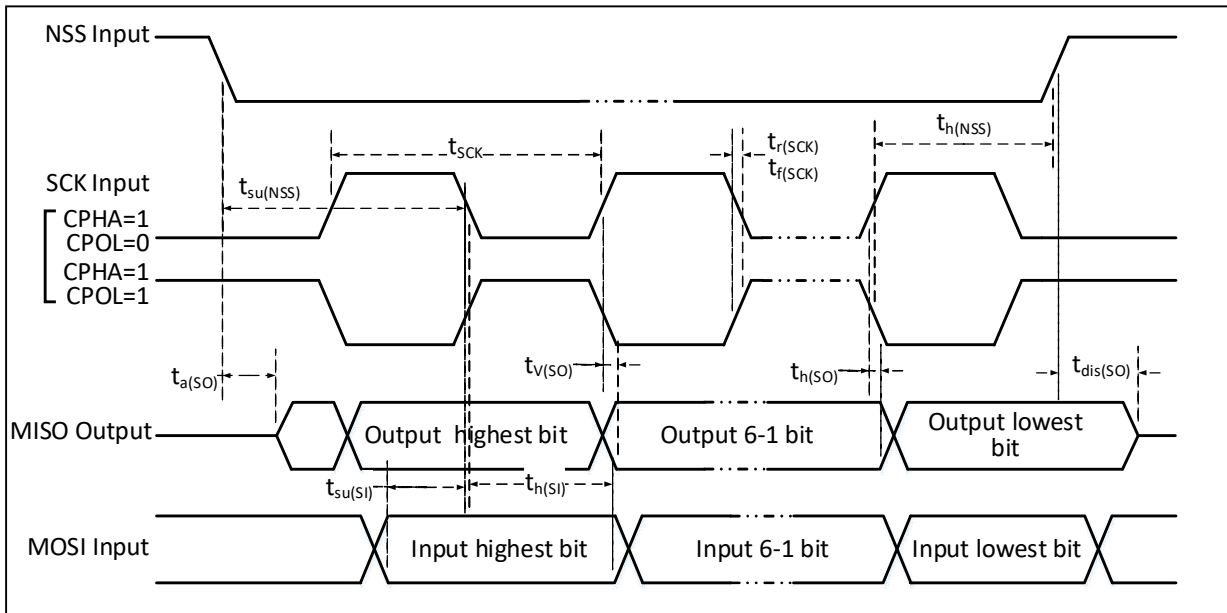 NSS Input
th(NSS)
tSCK
tr(SCK)
tf(SCK)
SCK Input
tsu(NSS)
CPHA=1
CPOL=0
CPHA=1
CPOL=1
ta(SO)
tV(SO)
th(SO)
tdis(SO)
MISO Output
Output highest bit
Output 6-1 bit
Output lowest
bit
tsu(SI)
th(SI)
MOSI Input
Input highest bit
Input 6-1 bit
Input lowest bit